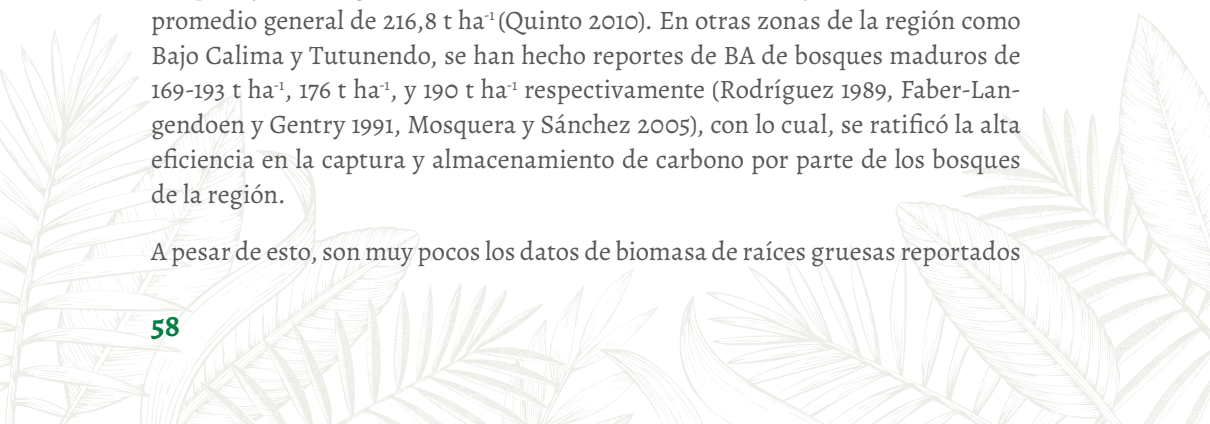 promedio general de 216,8 t ha⁻¹ (Quinto 2010). En otras zonas de la región como
Bajo Calima y Tutunendo, se han hecho reportes de BA de bosques maduros de
169-193 t ha⁻¹, 176 t ha⁻¹, y 190 t ha⁻¹ respectivamente (Rodríguez 1989, Faber-Lan-
gendoen y Gentry 1991, Mosquera y Sánchez 2005), con lo cual, se ratificó la alta
eficiencia en la captura y almacenamiento de carbono por parte de los bosques
de la región.
A pesar de esto, son muy pocos los datos de biomasa de raíces gruesas reportados
58